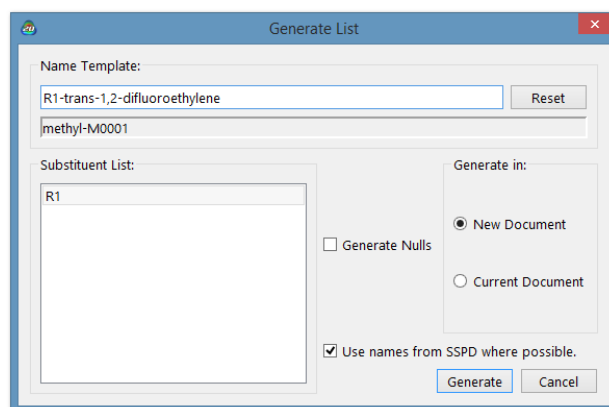 Generate List
Name Template:
R1-trans-1,2-difluoroethylene
Reset
methyl-M0001
Substituent List:
R1
Generate Nulls
Generate in:
New Document
Current Document
Use names from SSPD where possible.
Generate
Cancel